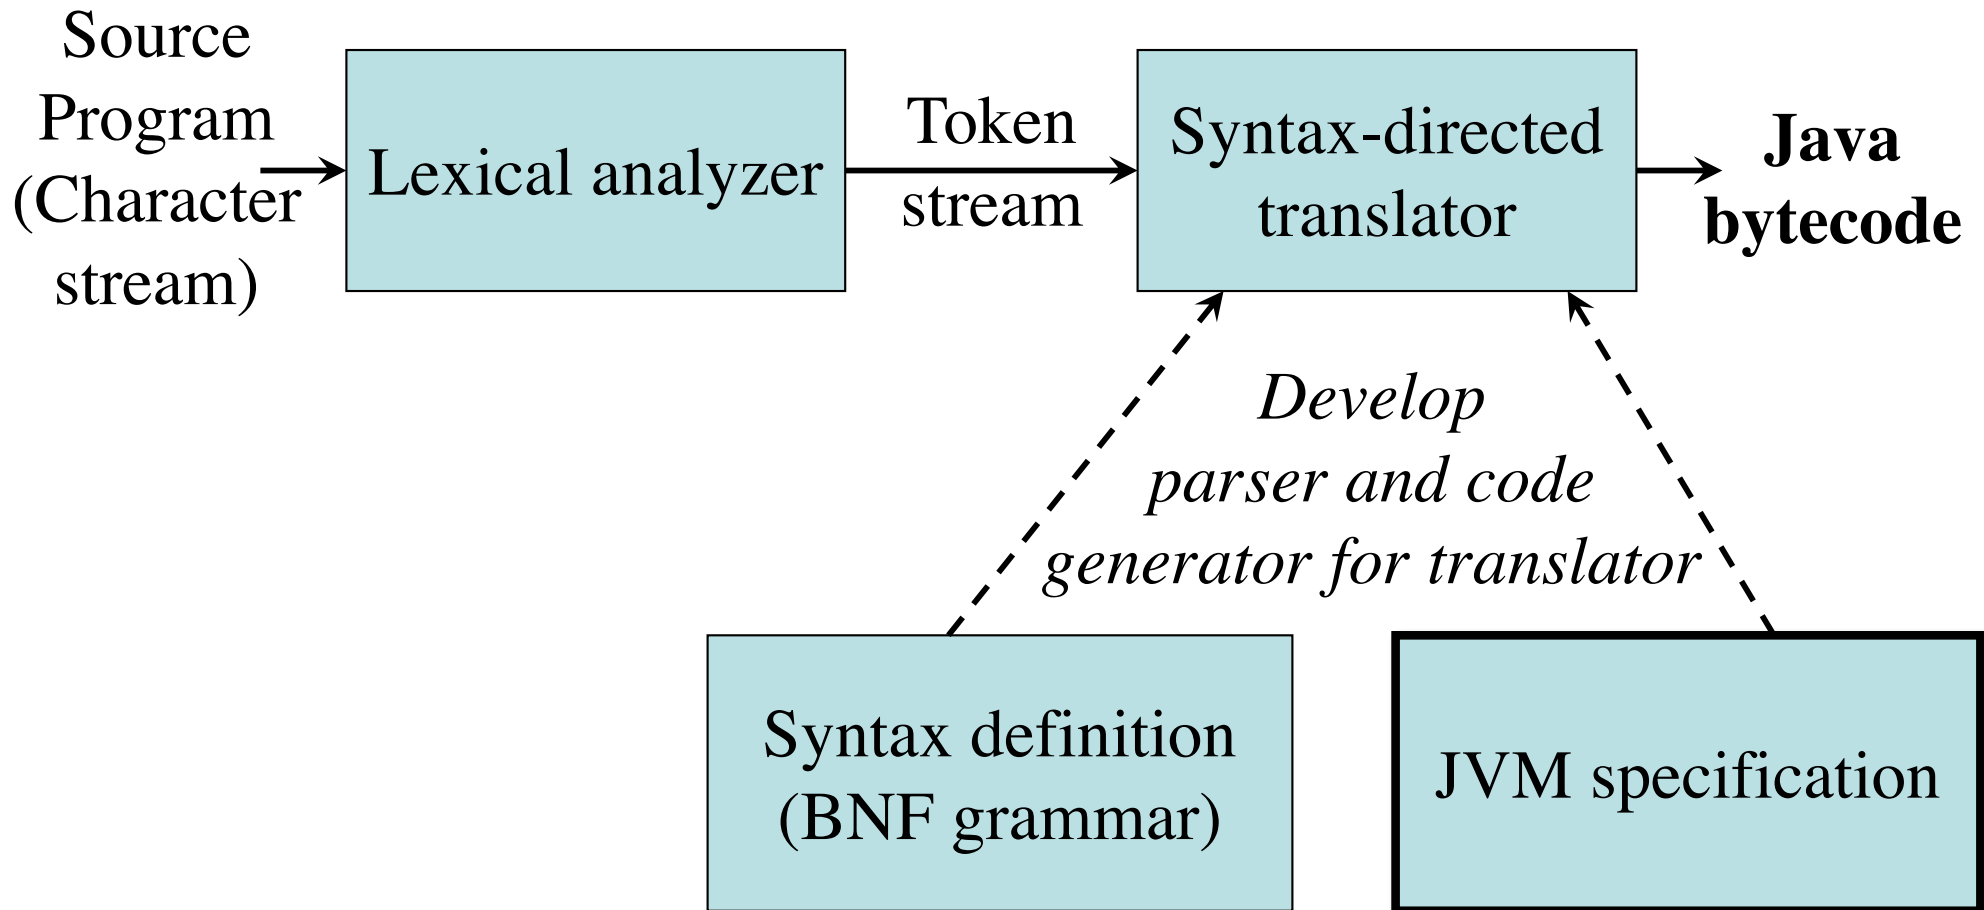 Source
Program
(Character
stream)
Lexical analyzer
Token
stream
Syntax-directed
translator
Java
bytecode
Develop
parser and code
generator for translator
Syntax definition
(BNF grammar)
JVM specification